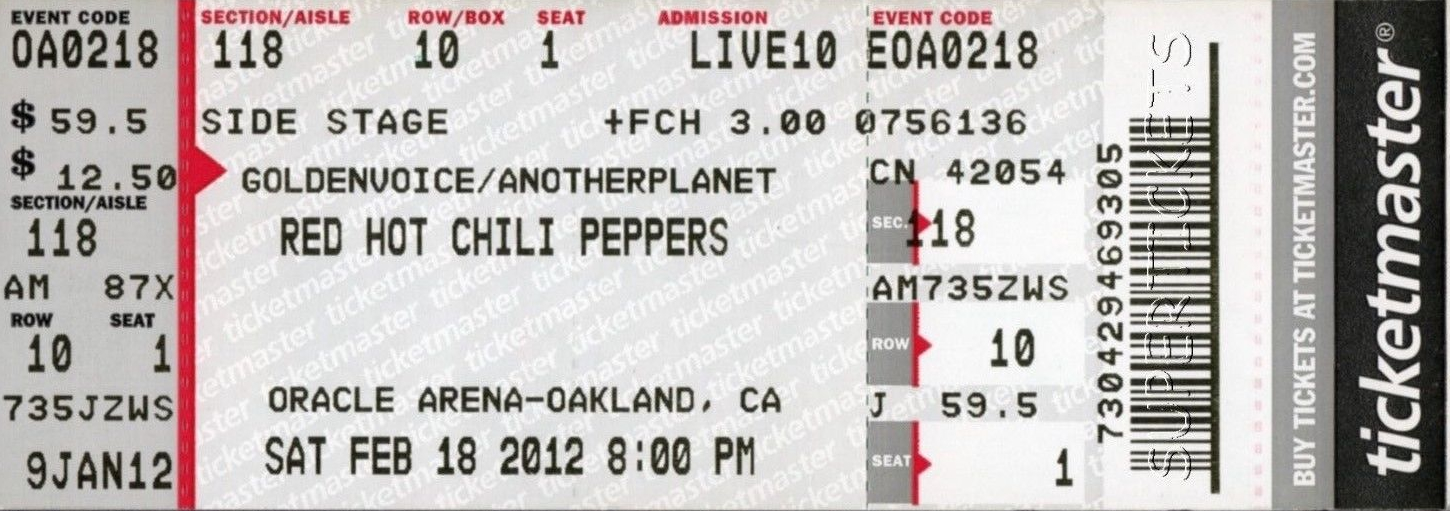 EVENT CODE
OA0218
$ 59.5
$ 12.50
SECTION/AISLE
118
AM 87X
ROW SEAT
10 1
735JZWS
9JAN12
SECTION/AISLE ROW/BOX SEAT ADMISSION
118 10 1 LIVE10
SIDE STAGE +FCH 3.00
GOLDENVOICE/ANOTHERPLANET
RED HOT CHILI PEPPERS
ORACLE ARENA-OAKLAND, CA
SAT FEB 18 2012 8:00 PM
EVENT CODE
EOA0218
0756136
CN 42054
SEC. 118
AM735ZWS
ROW 10
J 59.5
SEAT 1
730429469305
SUPERTICKETS
BUY TICKETS AT TICKETMASTER.COM
ticketmaster®